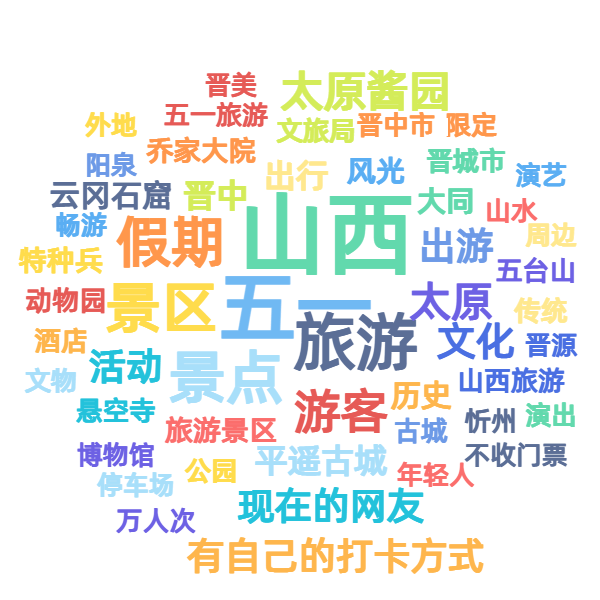 晋美
太原酱园
五一旅游
外地
文旅局
晋中市
限定
乔家大院
阳泉
出行
风光
晋城市
演艺
云冈石窟
晋中
山西
大同
山水
畅游
假期
出游
周边
特种兵
五台山
动物园
景区
五一
太原
传统
酒店
旅游
文化
晋源
活动
景点
文物
山西旅游
悬空寺
游客
历史
忻州
演出
旅游景区
古城
博物馆
公园
平遥古城
不收门票
停车场
年轻人
万人次
现在的网友
有自己的打卡方式